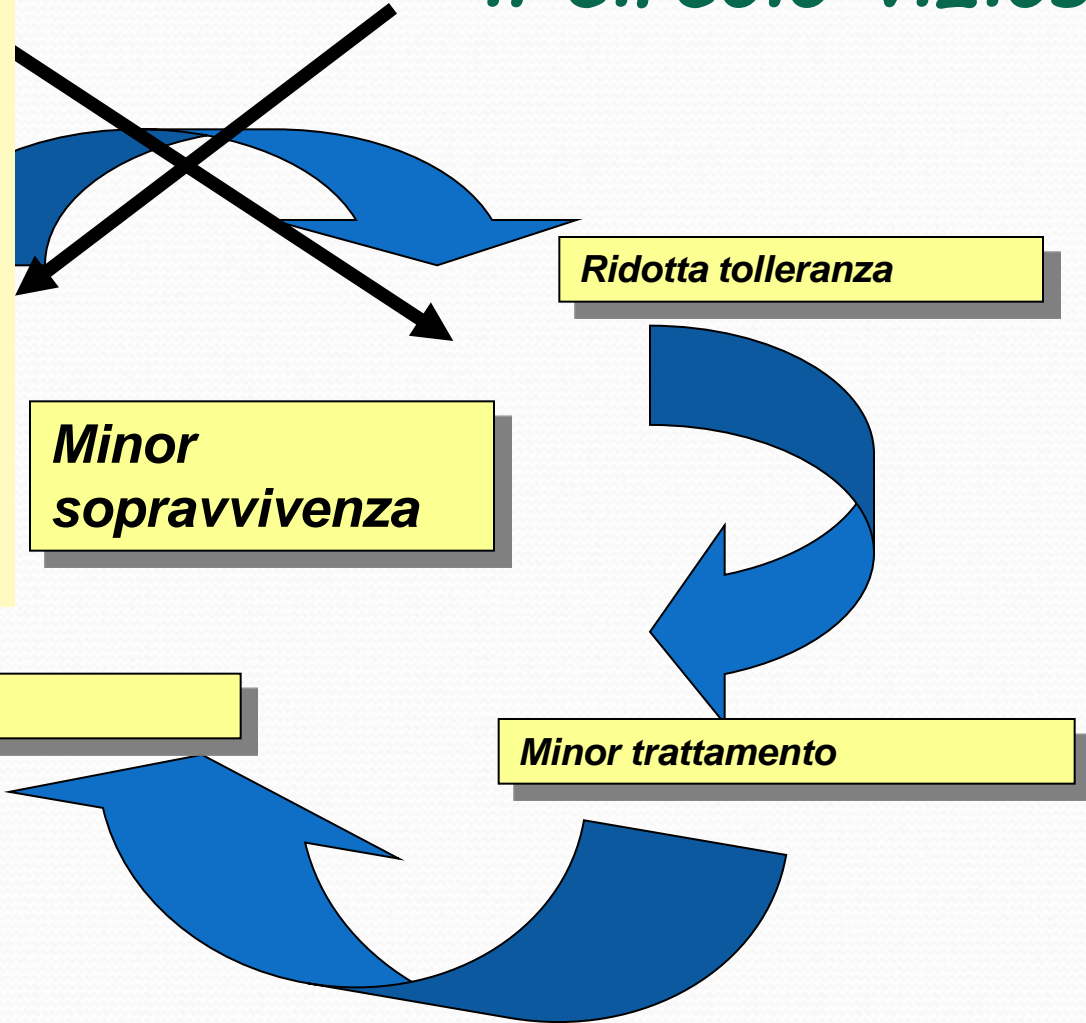 Ridotta tolleranza
Minor
sopravvivenza
Minor trattamento